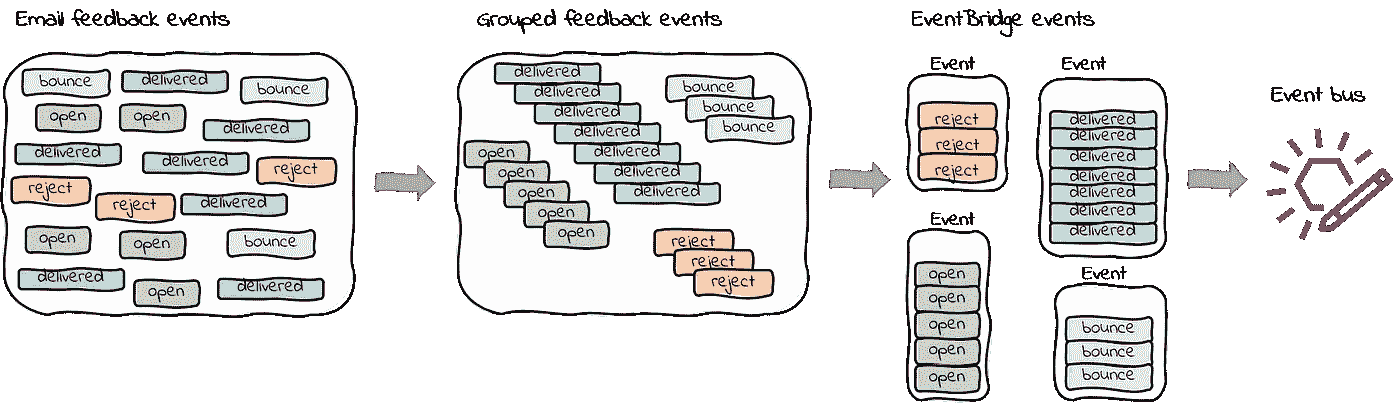 Email feedback events
bounce
delivered
bounce
open
open
delivered
delivered
delivered
reject
reject
reject
delivered
open
open
bounce
delivered
open
delivered
Grouped feedback events
delivered
delivered
delivered
delivered
delivered
delivered
delivered
bounce
bounce
bounce
open
open
open
open
open
reject
reject
reject
EventBridge events
Event
reject
reject
reject
Event
delivered
delivered
delivered
delivered
delivered
delivered
delivered
Event
open
open
open
open
open
Event
bounce
bounce
bounce
Event bus